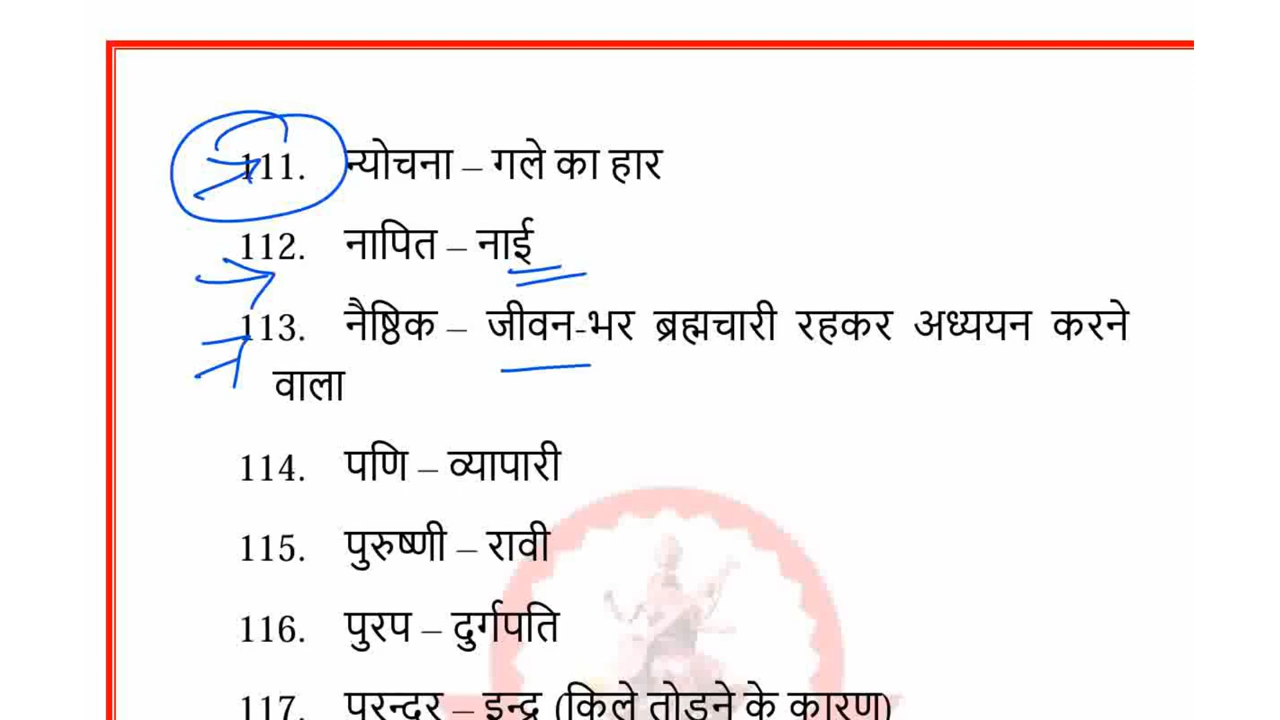 111. न्योचना – गले का हार
112. नापित – नाई
113. नैष्ठिक – जीवन-भर ब्रह्मचारी रहकर अध्ययन करने
वाला
114. पणि – व्यापारी
115. पुरुष्णी – रावी
116. पुरप – दुर्गपति
117. पुरन्दर – इन्द्र (किले तोड़ने के कारण)